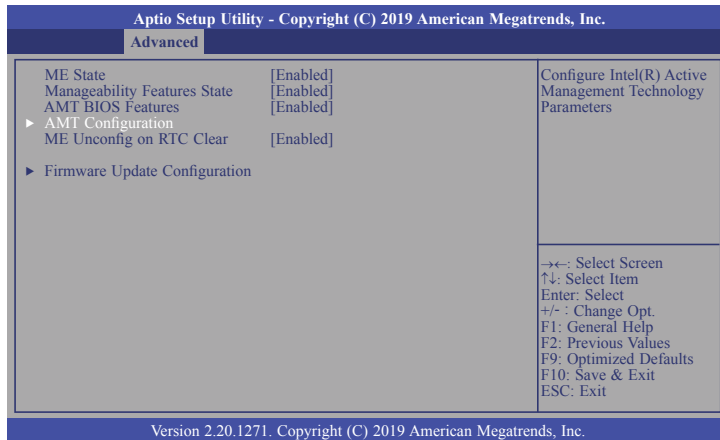 Aptio Setup Utility - Copyright (C) 2019 American Megatrends, Inc.
Advanced
ME State [Enabled]
Manageability Features State [Enabled]
AMT BIOS Features [Enabled]
► AMT Configuration
ME Unconfig on RTC Clear [Enabled]
► Firmware Update Configuration
Configure Intel(R) Active
Management Technology
Parameters
→←: Select Screen
↑↓: Select Item
Enter: Select
+/- : Change Opt.
F1: General Help
F2: Previous Values
F9: Optimized Defaults
F10: Save & Exit
ESC: Exit
Version 2.20.1271. Copyright (C) 2019 American Megatrends, Inc.